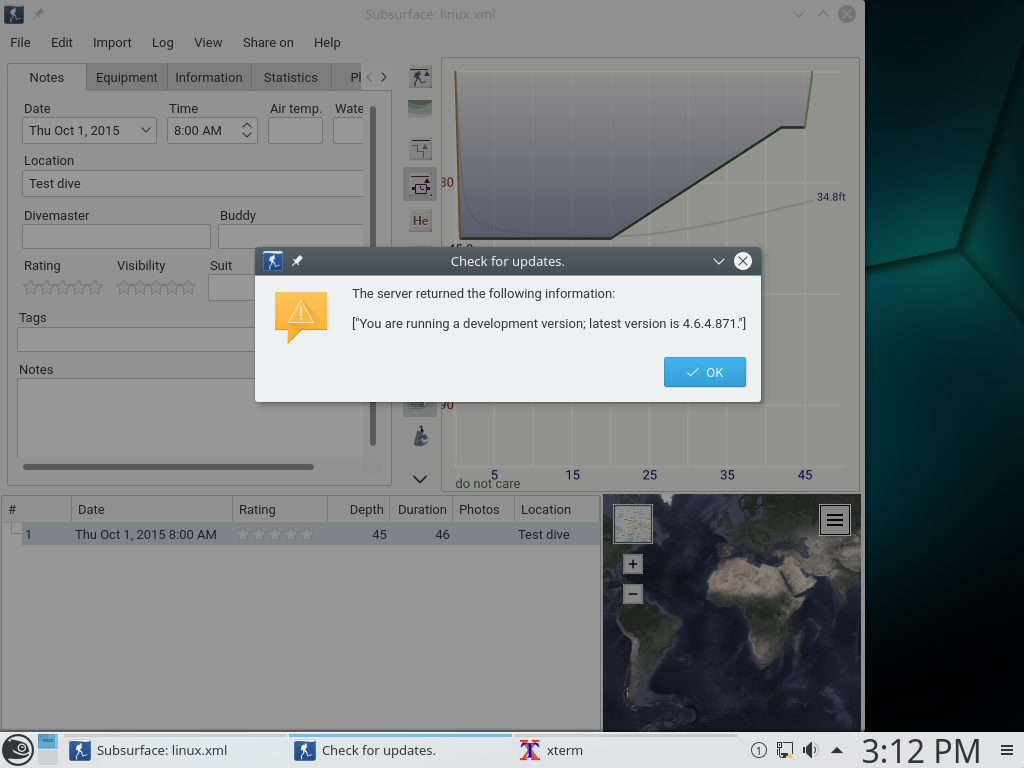 Subsurface: linux.xml
File Edit Import Log View Share on Help
Notes Equipment Information Statistics
Date Time Air temp. Wate
Thu Oct 1, 2015 8:00 AM
Location
Test dive
Divemaster Buddy
Rating Visibility Suit
Tags
Notes
He
30
34.8ft
90
5 15 25 35 45
do not care
Check for updates.
The server returned the following information:
["You are running a development version; latest version is 4.6.4.871."]
OK
# Date Rating Depth Duration Photos Location
1 Thu Oct 1, 2015 8:00 AM 45 46 Test dive
+
−
Subsurface: linux.xml
Check for updates.
xterm
1
3:12 PM